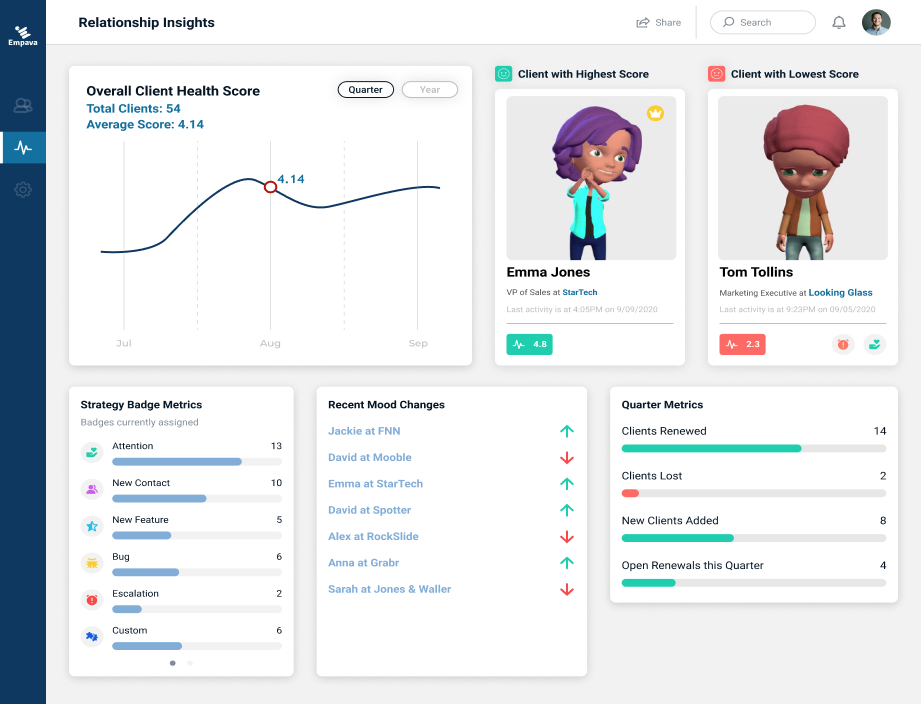 Empava
Relationship Insights
Share
Search
Overall Client Health Score
Total Clients: 54
Average Score: 4.14
Quarter
Year
4.14
Jul
Aug
Sep
Client with Highest Score
Emma Jones
VP of Sales at StarTech
Last activity is at 4:05PM on 9/09/2020
4.8
Client with Lowest Score
Tom Tollins
Marketing Executive at Looking Glass
Last activity is at 9:23PM on 09/05/2020
2.3
Strategy Badge Metrics
Badges currently assigned
Attention 13
New Contact 10
New Feature 5
Bug 6
Escalation 2
Custom 6
Recent Mood Changes
Jackie at FNN
David at Mooble
Emma at StarTech
David at Spotter
Alex at RockSlide
Anna at Grabr
Sarah at Jones & Waller
Quarter Metrics
Clients Renewed 14
Clients Lost 2
New Clients Added 8
Open Renewals this Quarter 4